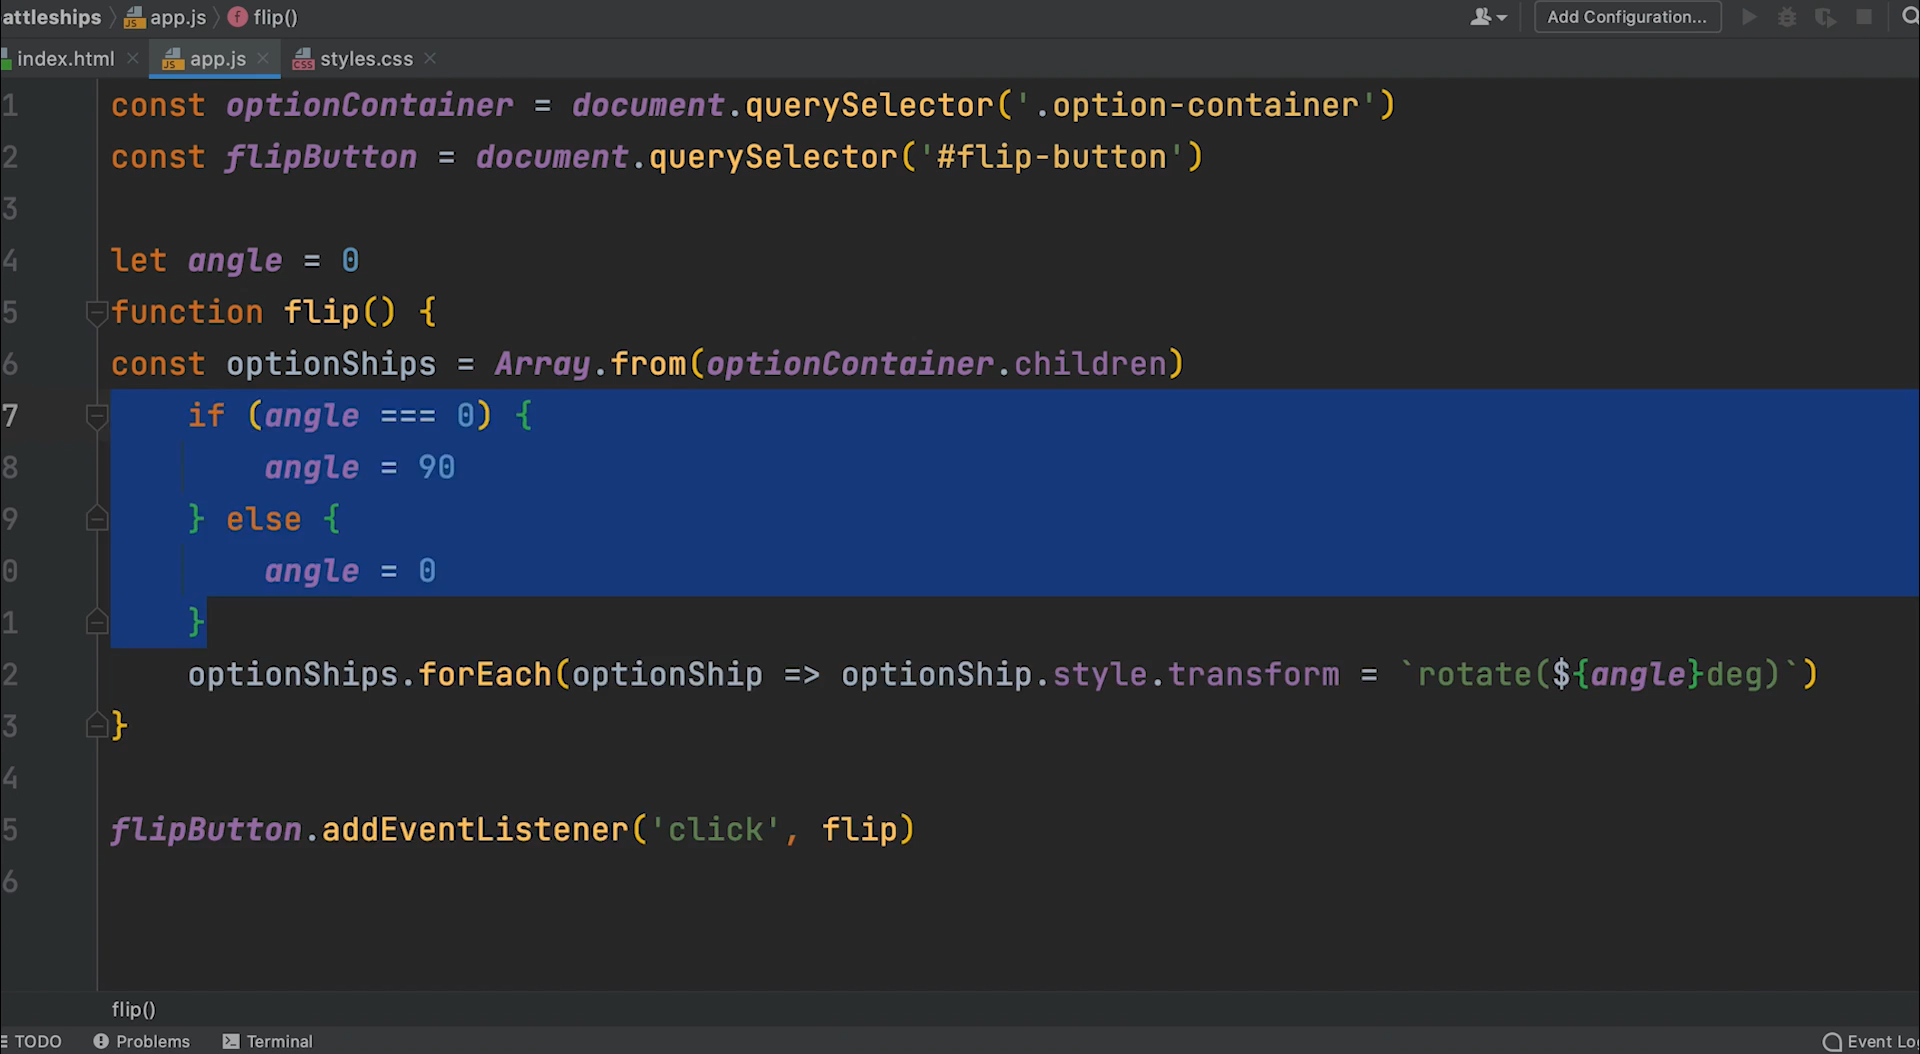 attleships app.js flip() Add Configuration...
index.html app.js styles.css
1 const optionContainer = document.querySelector('.option-container')
2 const flipButton = document.querySelector('#flip-button')
3
4 let angle = 0
5 function flip() {
6 const optionShips = Array.from(optionContainer.children)
7     if (angle === 0) {
8         angle = 90
9     } else {
0         angle = 0
1     }
2     optionShips.forEach(optionShip => optionShip.style.transform = `rotate(${angle}deg)`)
3 }
4
5 flipButton.addEventListener('click', flip)
6
flip()
TODO Problems Terminal Event Lo